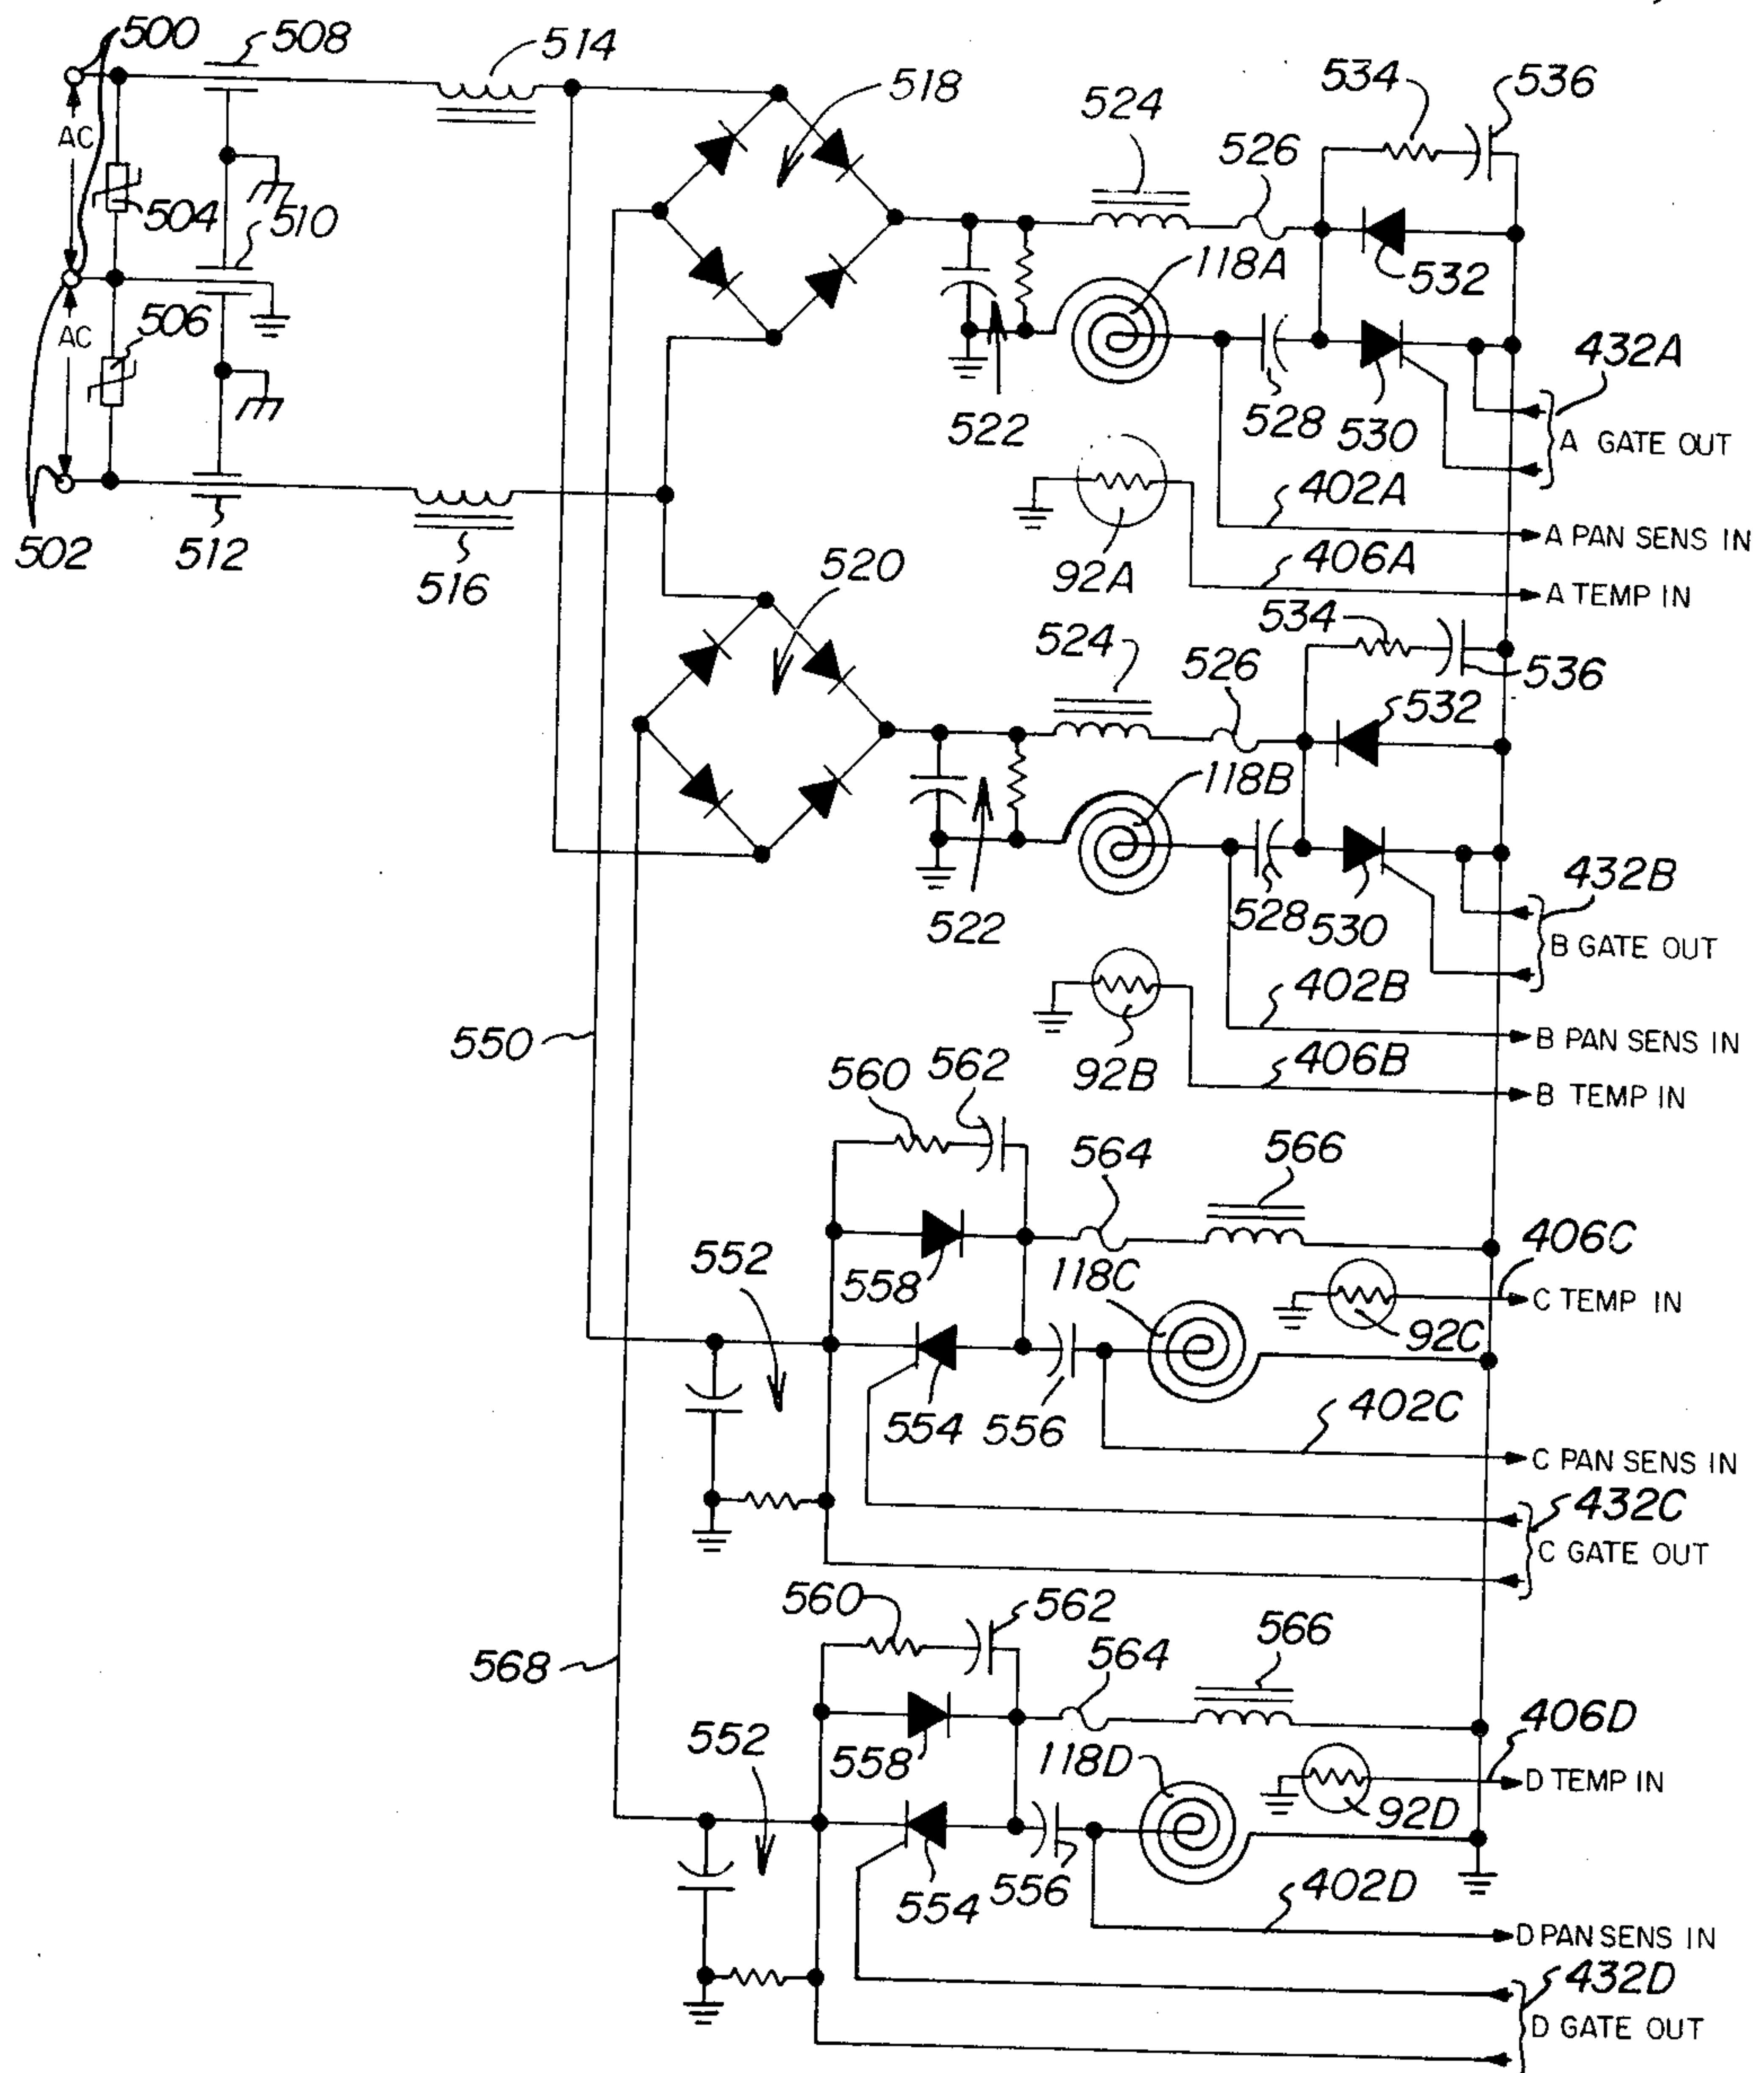 500
508
514
518
524
534
536
526
AC
504
510
118A
532
AC
506
432A
522
528
530
A GATE OUT
402A
A PAN SENS IN
502
512
516
92A
406A
A TEMP IN
520
534
524
526
536
532
118B
432B
522
528
530
B GATE OUT
402B
550
B PAN SENS IN
92B
406B
B TEMP IN
560
562
564
566
552
406C
558
118C
C TEMP IN
92C
554
556
402C
C PAN SENS IN
432C
C GATE OUT
560
562
566
568
564
552
406D
558
118D
D TEMP IN
92D
554
556
402D
D PAN SENS IN
432D
D GATE OUT